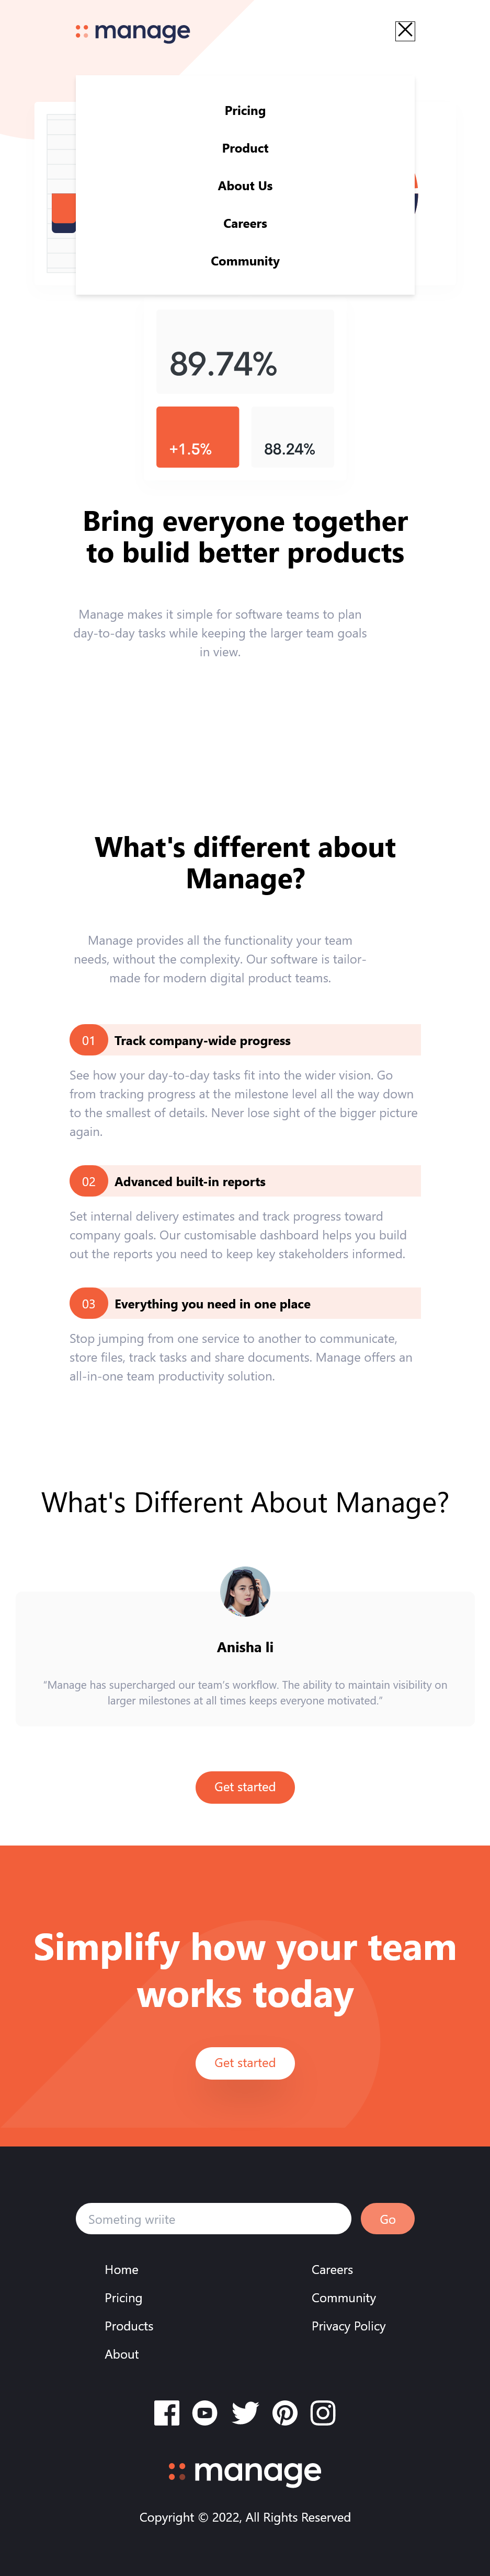 manage
Pricing
Product
About Us
Careers
Community
89.74%
+1.5%
88.24%
Bring everyone together
to bulid better products
Manage makes it simple for software teams to plan
day-to-day tasks while keeping the larger team goals
in view.
What's different about
Manage?
Manage provides all the functionality your team
needs, without the complexity. Our software is tailor-
made for modern digital product teams.
01 Track company-wide progress
See how your day-to-day tasks fit into the wider vision. Go
from tracking progress at the milestone level all the way down
to the smallest of details. Never lose sight of the bigger picture
again.
02 Advanced built-in reports
Set internal delivery estimates and track progress toward
company goals. Our customisable dashboard helps you build
out the reports you need to keep key stakeholders informed.
03 Everything you need in one place
Stop jumping from one service to another to communicate,
store files, track tasks and share documents. Manage offers an
all-in-one team productivity solution.
What's Different About Manage?
Anisha li
“Manage has supercharged our team's workflow. The ability to maintain visibility on
larger milestones at all times keeps everyone motivated.”
Get started
Simplify how your team
works today
Get started
Someting wriite
Go
Home
Pricing
Products
About
Careers
Community
Privacy Policy
manage
Copyright © 2022, All Rights Reserved